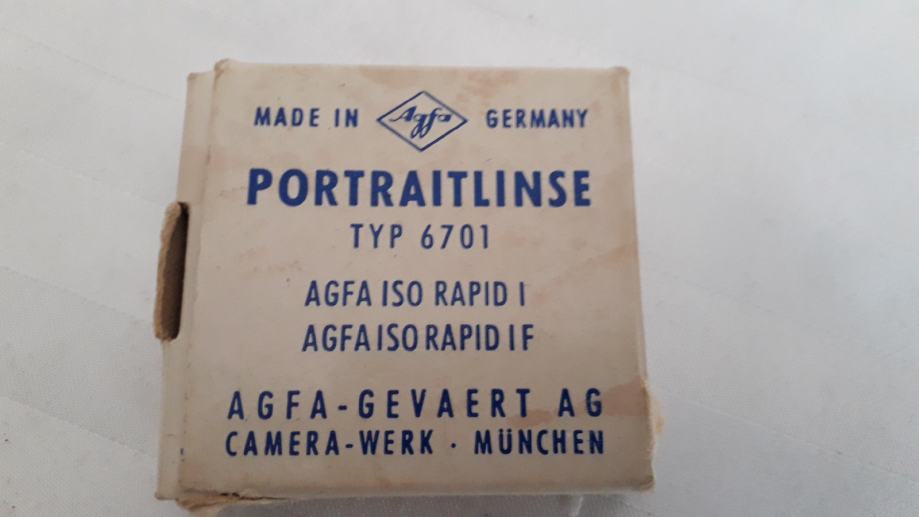 MADE IN Agfa GERMANY
PORTRAITLINSE
TYP 6701
AGFA ISO RAPID I
AGFA ISO RAPID I F
AGFA-GEVAERT AG
CAMERA-WERK · MÜNCHEN